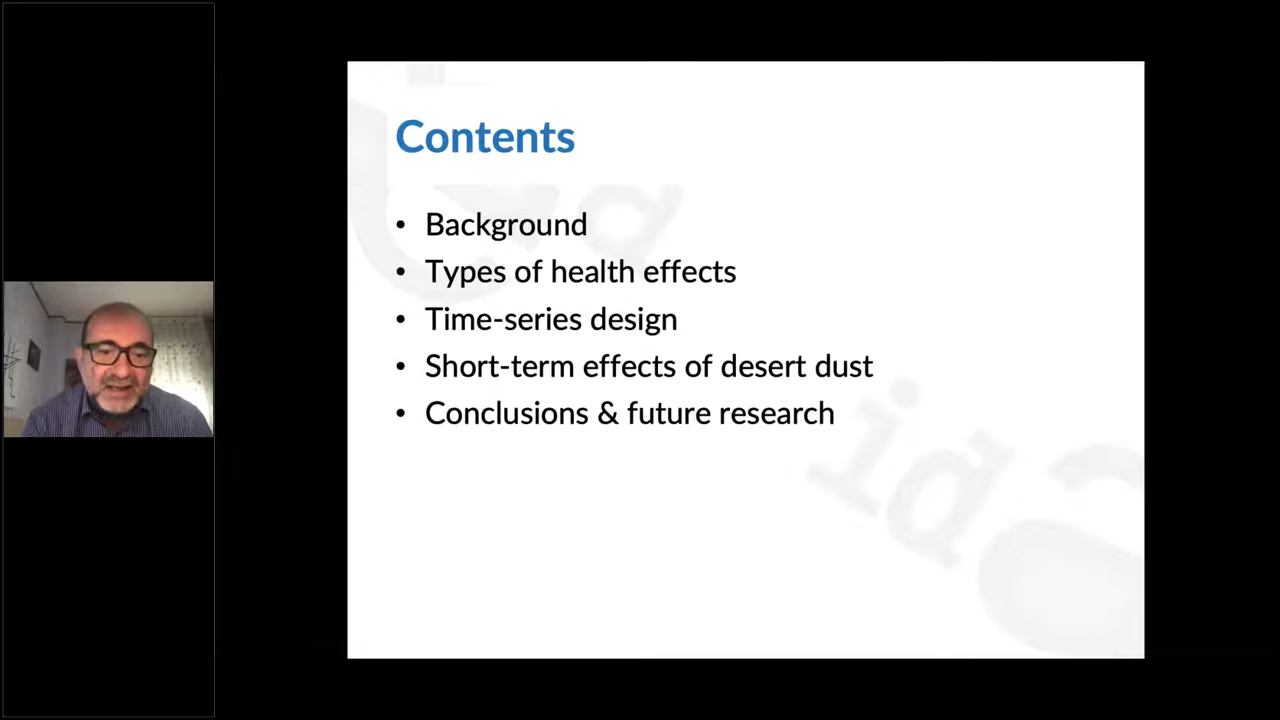 Contents
• Background
• Types of health effects
• Time-series design
• Short-term effects of desert dust
• Conclusions & future research